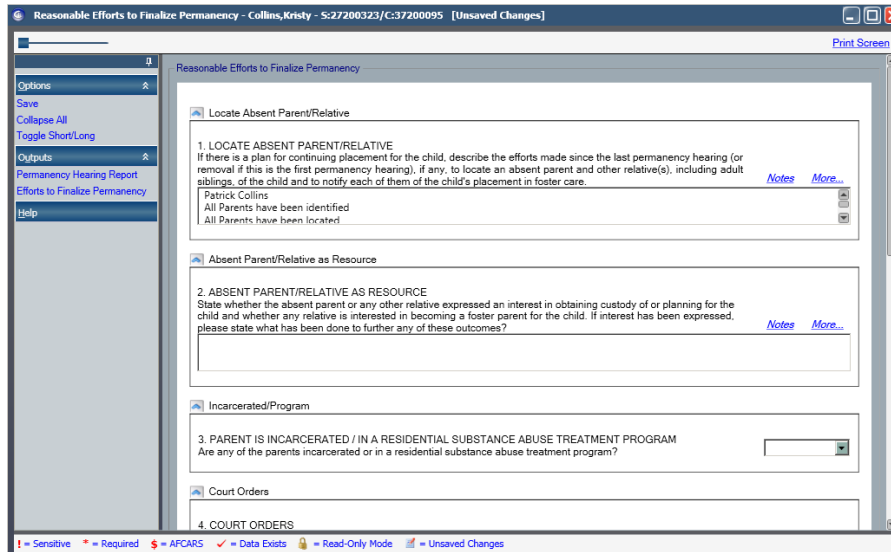 Reasonable Efforts to Finalize Permanency - Collins,Kristy - S:27200323/C:37200095 [Unsaved Changes]
Print Screen
Options
Save
Collapse All
Toggle Short/Long
Outputs
Permanency Hearing Report
Efforts to Finalize Permanency
Help
Reasonable Efforts to Finalize Permanency
Locate Absent Parent/Relative
1. LOCATE ABSENT PARENT/RELATIVE
If there is a plan for continuing placement for the child, describe the efforts made since the last permanency hearing (or
removal if this is the first permanency hearing), if any, to locate an absent parent and other relative(s), including adult
siblings, of the child and to notify each of them of the child's placement in foster care.
Notes More...
Patrick Collins
All Parents have been identified
All Parents have been located
Absent Parent/Relative as Resource
2. ABSENT PARENT/RELATIVE AS RESOURCE
State whether the absent parent or any other relative expressed an interest in obtaining custody of or planning for the
child and whether any relative is interested in becoming a foster parent for the child. If interest has been expressed,
please state what has been done to further any of these outcomes?
Notes More...
Incarcerated/Program
3. PARENT IS INCARCERATED / IN A RESIDENTIAL SUBSTANCE ABUSE TREATMENT PROGRAM
Are any of the parents incarcerated or in a residential substance abuse treatment program?
Court Orders
4. COURT ORDERS
! = Sensitive * = Required $ = AFCARS ✓ = Data Exists = Read-Only Mode = Unsaved Changes